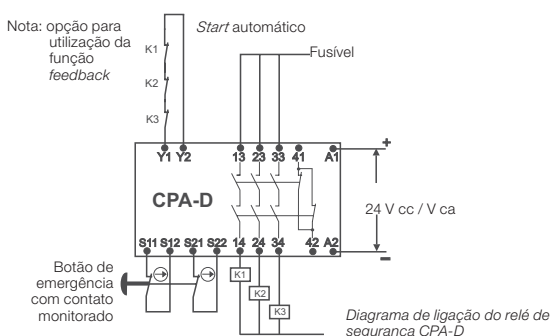 Nota: opção para
utilização da
função
feedback
Start automático
Fusível
K1
K2
K3
Y1 Y2 13 23 33 41 A1
+
CPA-D
24 V cc / V ca
S11 S12 S21 S22 14 24 34 42 A2
–
Botão de
emergência
com contato
monitorado
K1
K2
K3
Diagrama de ligação do relé de
segurança CPA-D